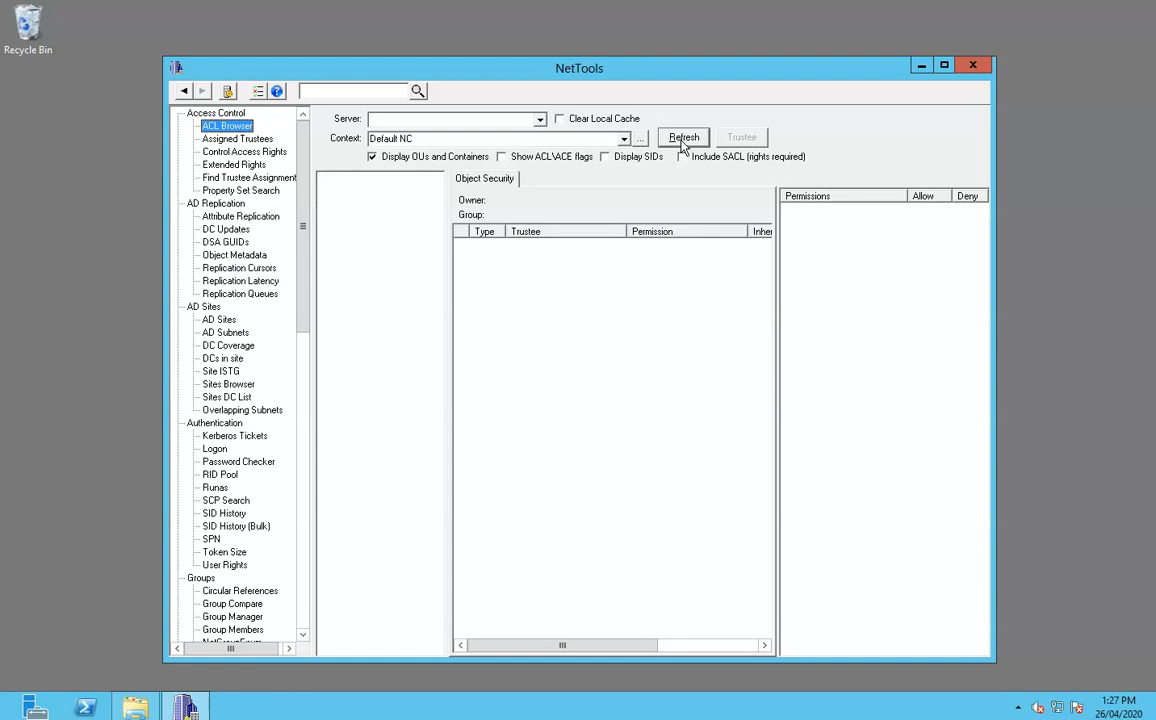 Recycle Bin
NetTools
Server:
Clear Local Cache
Context:
Default NC
...
Refresh
Trustee
Display OUs and Containers
Show ACL\ACE flags
Display SIDs
Include SACL (rights required)
Access Control
ACL Browser
Assigned Trustees
Control Access Rights
Extended Rights
Find Trustee Assignment
Property Set Search
AD Replication
Attribute Replication
DC Updates
DSA GUIDs
Object Metadata
Replication Cursors
Replication Latency
Replication Queues
AD Sites
AD Sites
AD Subnets
DC Coverage
DCs in site
Site ISTG
Sites Browser
Sites DC List
Overlapping Subnets
Authentication
Kerberos Tickets
Logon
Password Checker
RID Pool
Runas
SCP Search
SID History
SID History (Bulk)
SPN
Token Size
User Rights
Groups
Circular References
Group Compare
Group Manager
Group Members
Object Security
Owner:
Group:
Type Trustee Permission Inher
Permissions Allow Deny
1:27 PM
26/04/2020